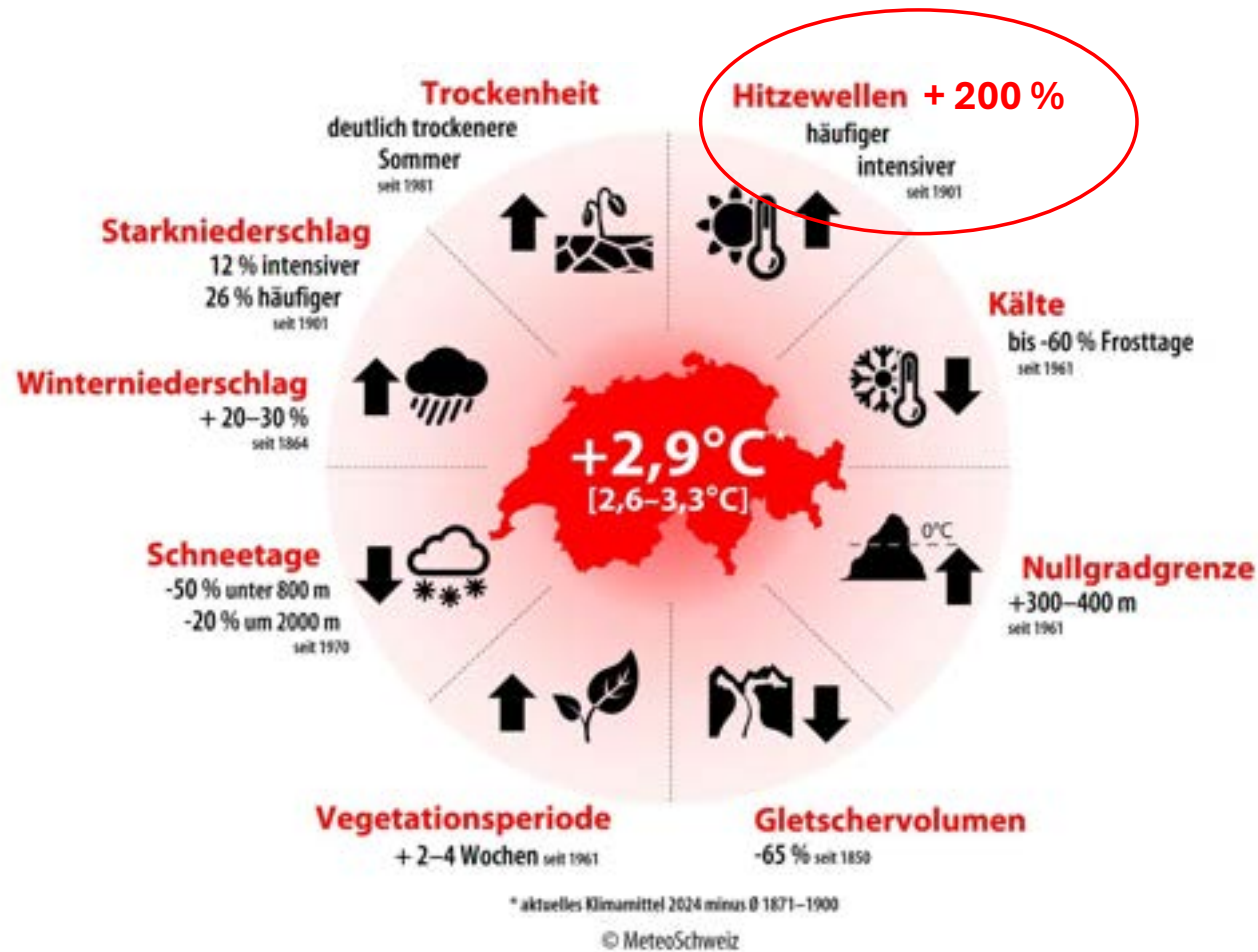 Trockenheit
deutlich trockenere
Sommer
seit 1981
Hitzewellen + 200 %
häufiger
intensiver
seit 1901
Starkniederschlag
12 % intensiver
26 % häufiger
seit 1901
Kälte
bis -60 % Frosttage
seit 1961
Winterniederschlag
+ 20–30 %
seit 1864
+2,9°C*
[2,6–3,3°C]
0°C
Schneetage
-50 % unter 800 m
-20 % um 2000 m
seit 1970
Nullgradgrenze
+300–400 m
seit 1961
Vegetationsperiode
+ 2–4 Wochen seit 1961
Gletschervolumen
-65 % seit 1850
* aktuelles Klimamittel 2024 minus Ø 1871–1900
© MeteoSchweiz